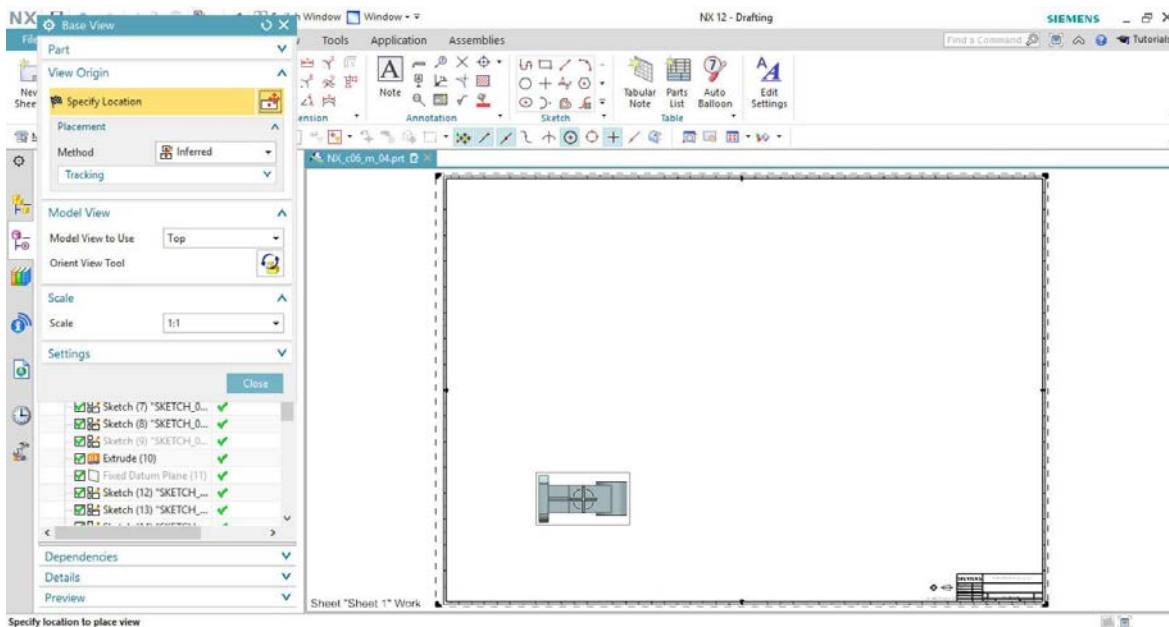 NX
NX 12 - Drafting
SIEMENS
Window
Window
Base View
File
Tools
Application
Assemblies
Find a Command
Tutorials
Part
View Origin
Specify Location
Placement
Method
Inferred
Tracking
New
Note
Annotation
Sketch
Tabular
Note
Parts
List
Auto
Balloon
Table
Edit
Settings
NX_c06_m_04.prt
Model View
Model View to Use
Top
Orient View Tool
Scale
Scale
1:1
Settings
Close
Sketch (7) "SKETCH_0...
Sketch (8) "SKETCH_0...
Sketch (9) "SKETCH_0...
Extrude (10)
Fixed Datum Plane (11)
Sketch (12) "SKETCH_...
Sketch (13) "SKETCH_...
Dependencies
Details
Preview
Sheet "Sheet 1" Work
SIEMENS
Specify location to place view